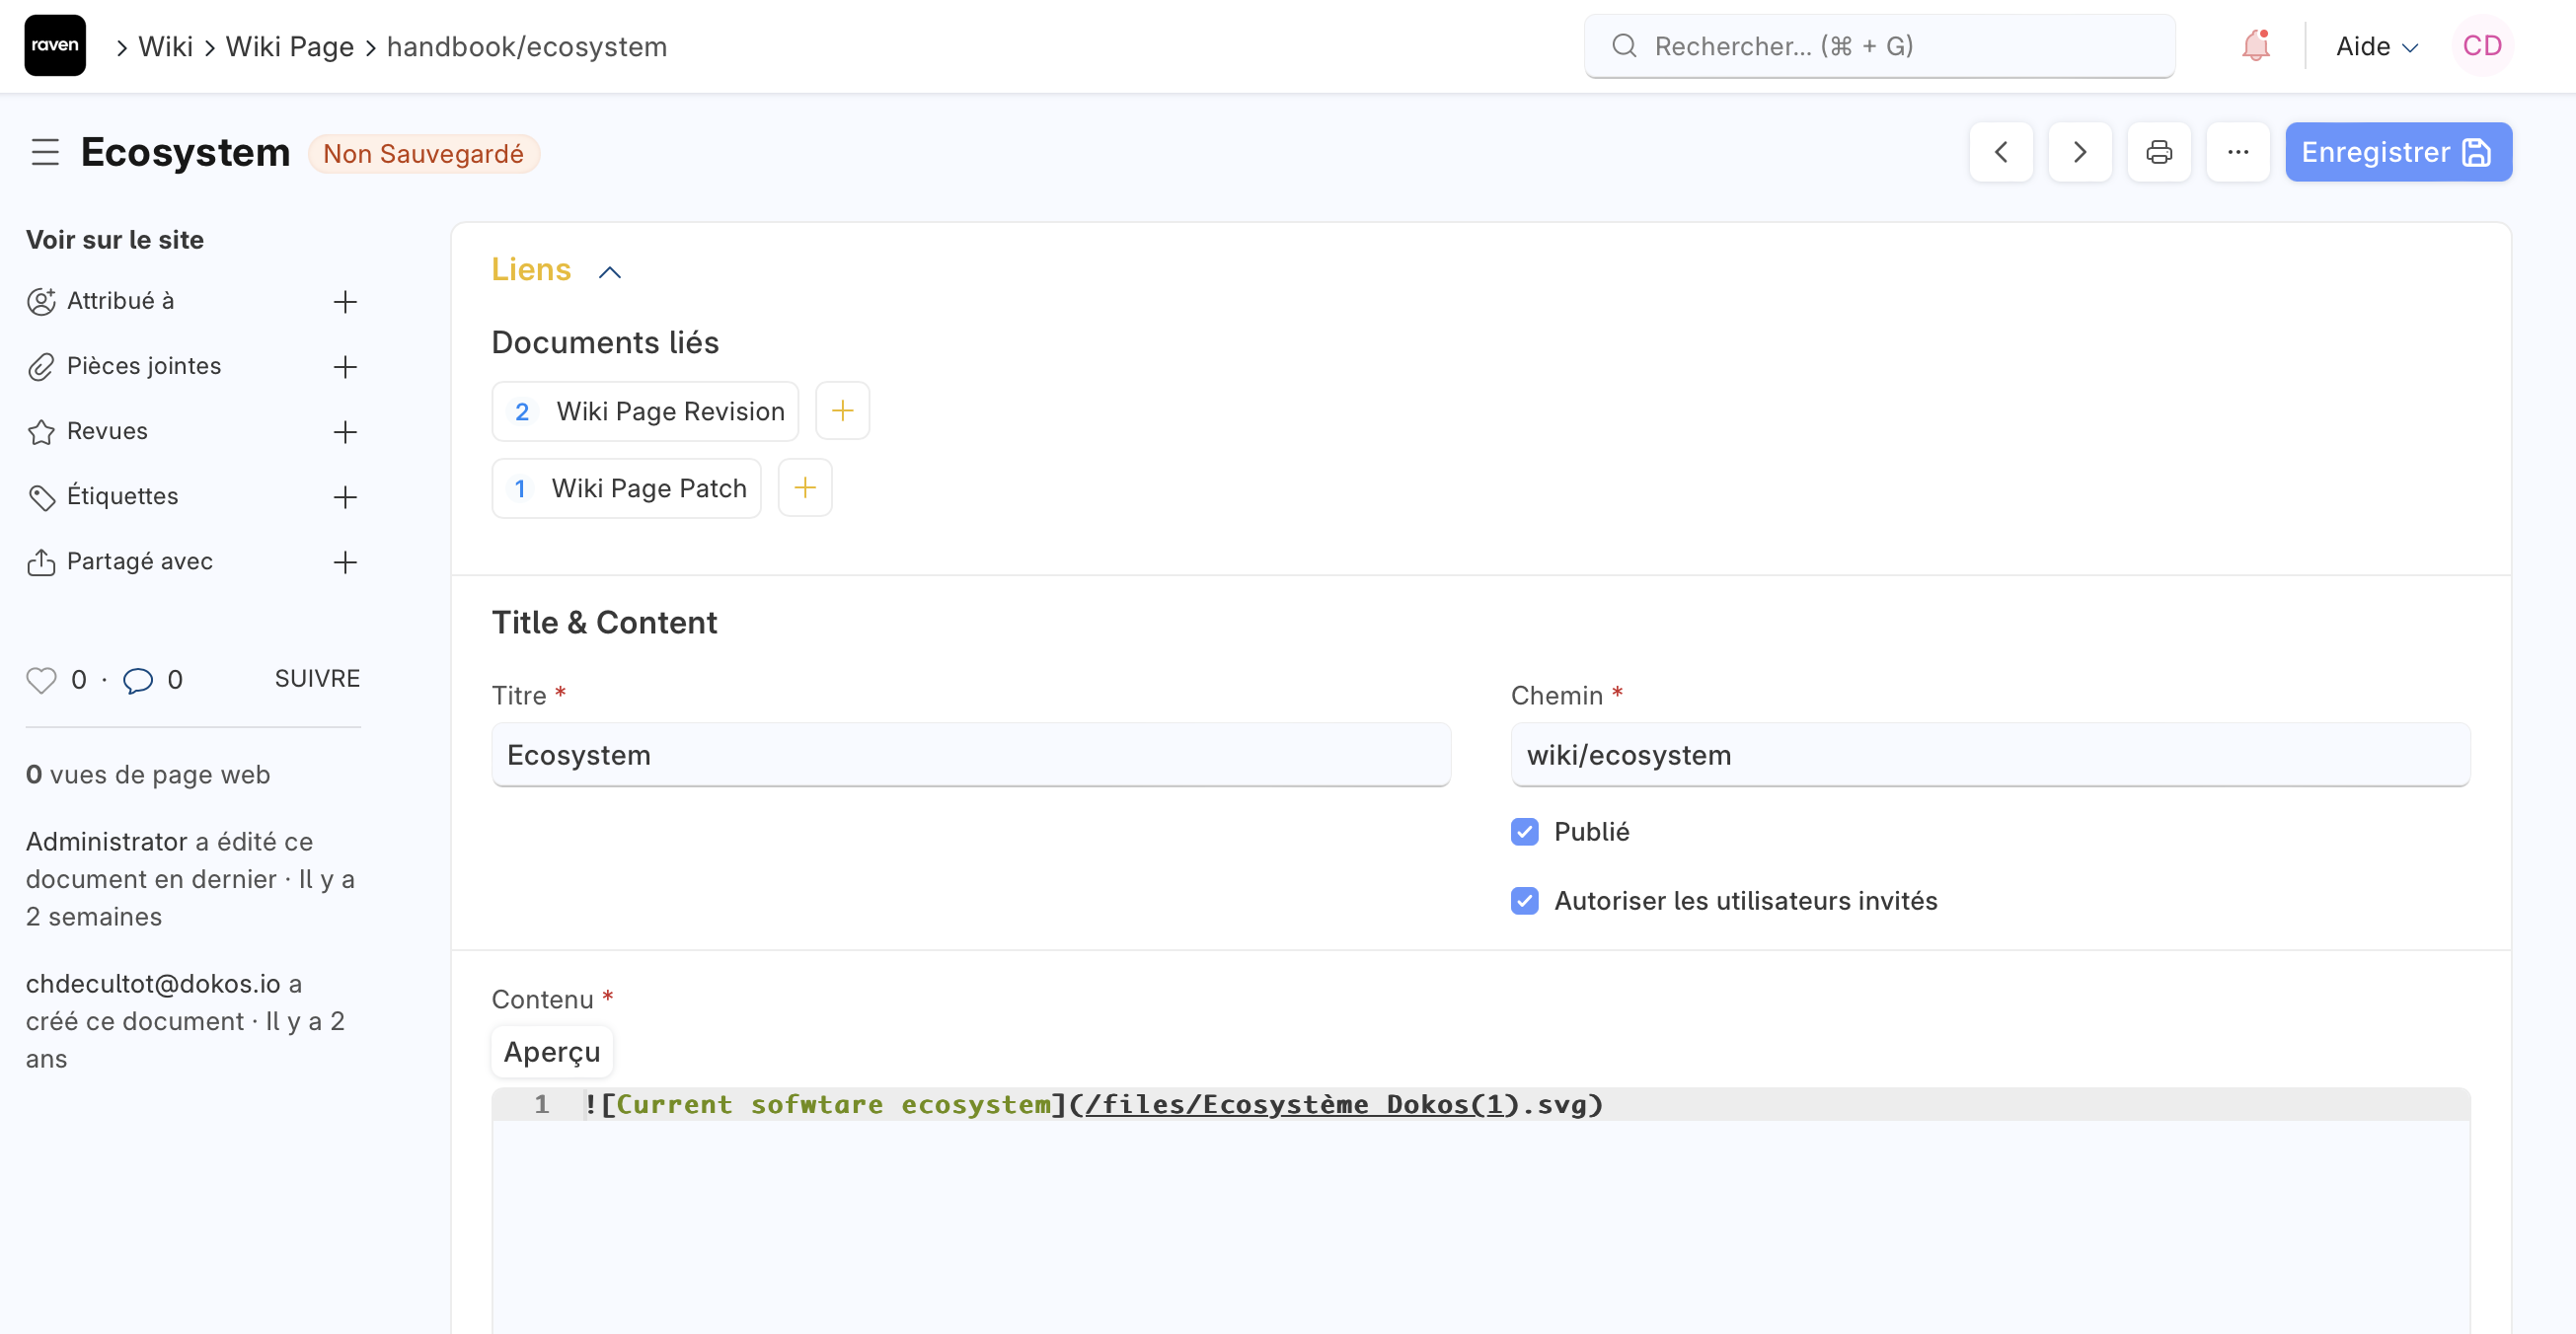 raven
Wiki
Wiki Page
handbook/ecosystem
Rechercher... (⌘ + G)
Aide
CD
Ecosystem
Non Sauvegardé
Enregistrer
Voir sur le site
Attribué à
Pièces jointes
Revues
Étiquettes
Partagé avec
0 · 0
SUIVRE
0 vues de page web
Administrator a édité ce
document en dernier · Il y a
2 semaines
chdecultot@dokos.io a
créé ce document · Il y a 2
ans
Liens
Documents liés
2 Wiki Page Revision
1 Wiki Page Patch
Title & Content
Titre *
Ecosystem
Chemin *
wiki/ecosystem
Publié
Autoriser les utilisateurs invités
Contenu *
Aperçu
1 ![Current sofwtare ecosystem](/files/Ecosystème Dokos(1).svg)